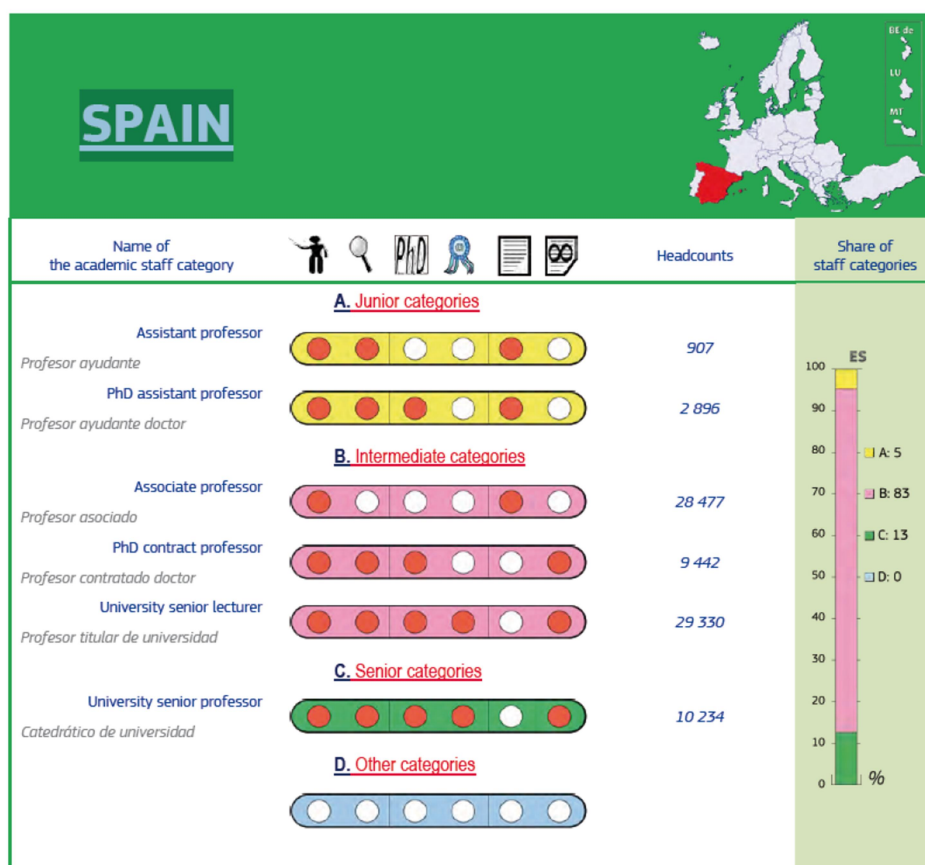 BE de
LU
MT
SPAIN
Name of
the academic staff category
PhD
∞
Headcounts
Share of
staff categories
A. Junior categories
Assistant professor
Profesor ayudante
907
PhD assistant professor
Profesor ayudante doctor
2 896
B. Intermediate categories
Associate professor
Profesor asociado
28 477
PhD contract professor
Profesor contratado doctor
9 442
University senior lecturer
Profesor titular de universidad
29 330
C. Senior categories
University senior professor
Catedrático de universidad
10 234
D. Other categories
ES
100
90
80
70
60
50
40
30
20
10
0
%
A: 5
B: 83
C: 13
D: 0